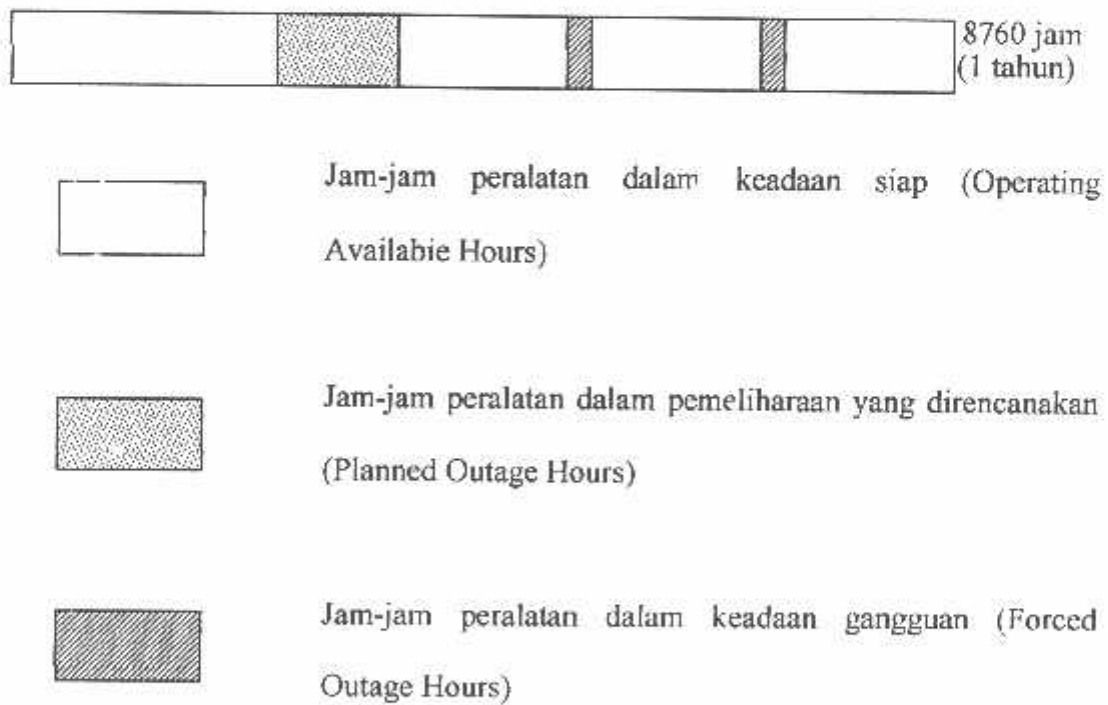 8760 jam
(1 tahun)
Jam-jam peralatan dalam keadaan siap (Operating
Availabie Hours)
Jam-jam peralatan dalam pemeliharaan yang direncanakan
(Planned Outage Hours)
Jam-jam peralatan dalam keadaan gangguan (Forced
Outage Hours)